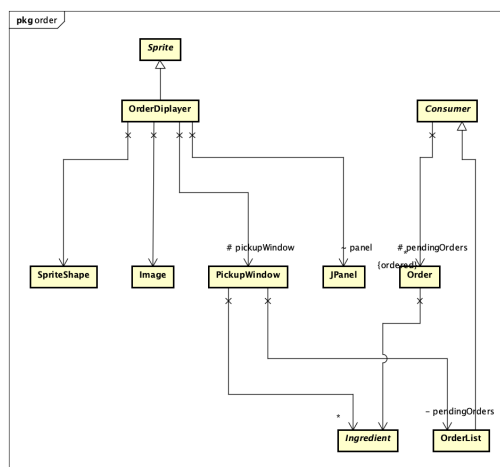 pkg order
Sprite
OrderDiplayer
Consumer
# pickupWindow
~ panel
# pendingOrders
*
{ordered}
SpriteShape
Image
PickupWindow
JPanel
Order
~ pendingOrders
*
Ingredient
OrderList